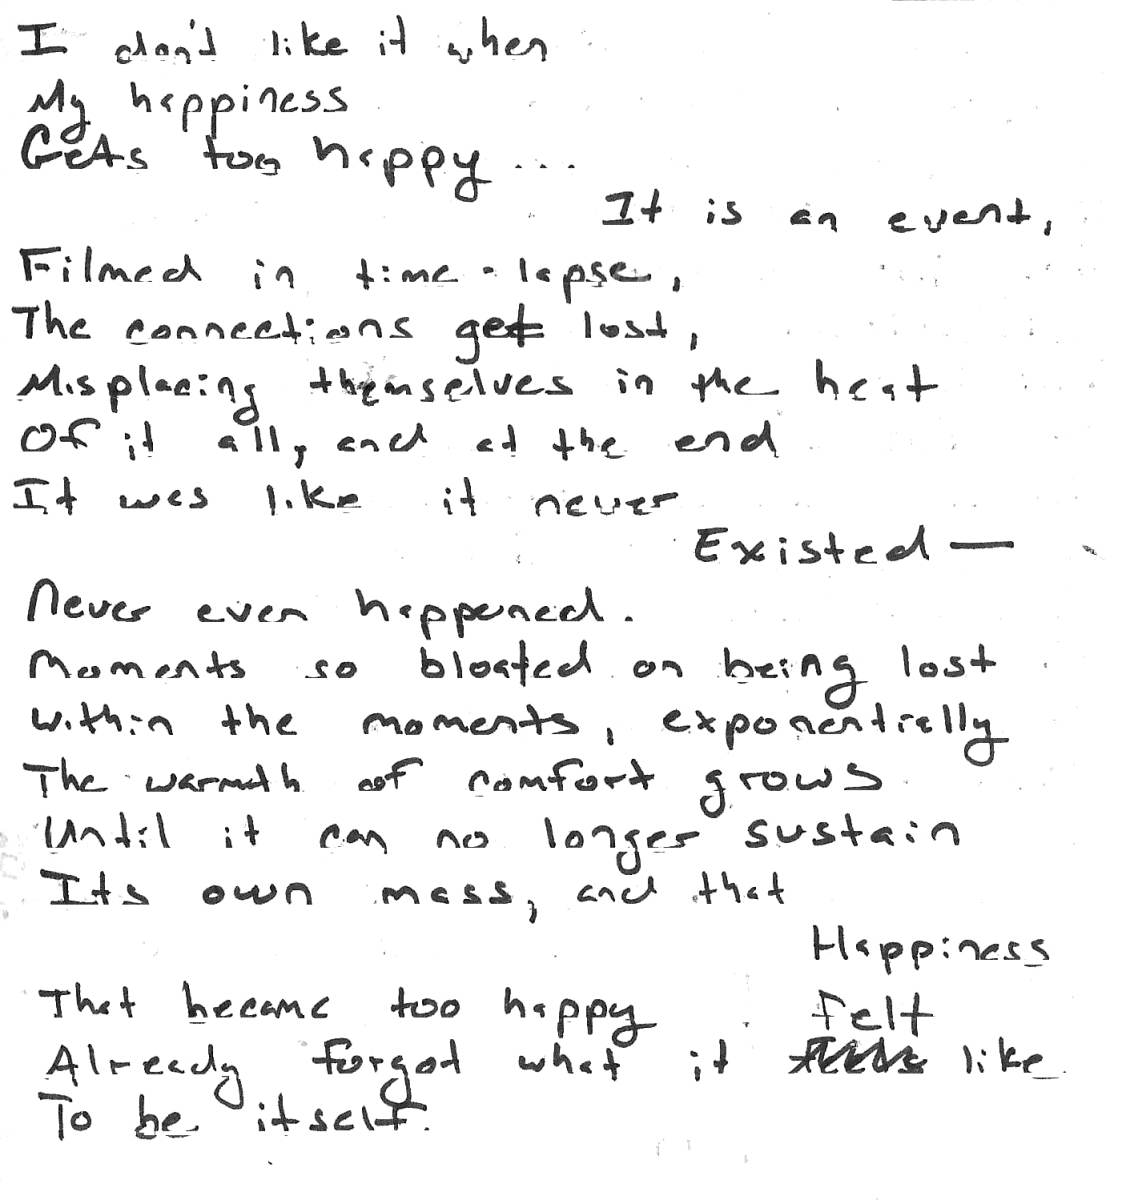 I don't like it when
My happiness
Gets too happy...
It is an event,
Filmed in time-lapse,
The connections get lost,
Misplacing themselves in the heat
Of it all, and at the end
It was like it never
Existed —
Never even happened.
Moments so bloated on being lost
Within the moments, exponentially
The warmth of comfort grows
Until it can no longer sustain
Its own mess, and that
Happiness
That became too happy
Already forgot what it felt like
To be itself.